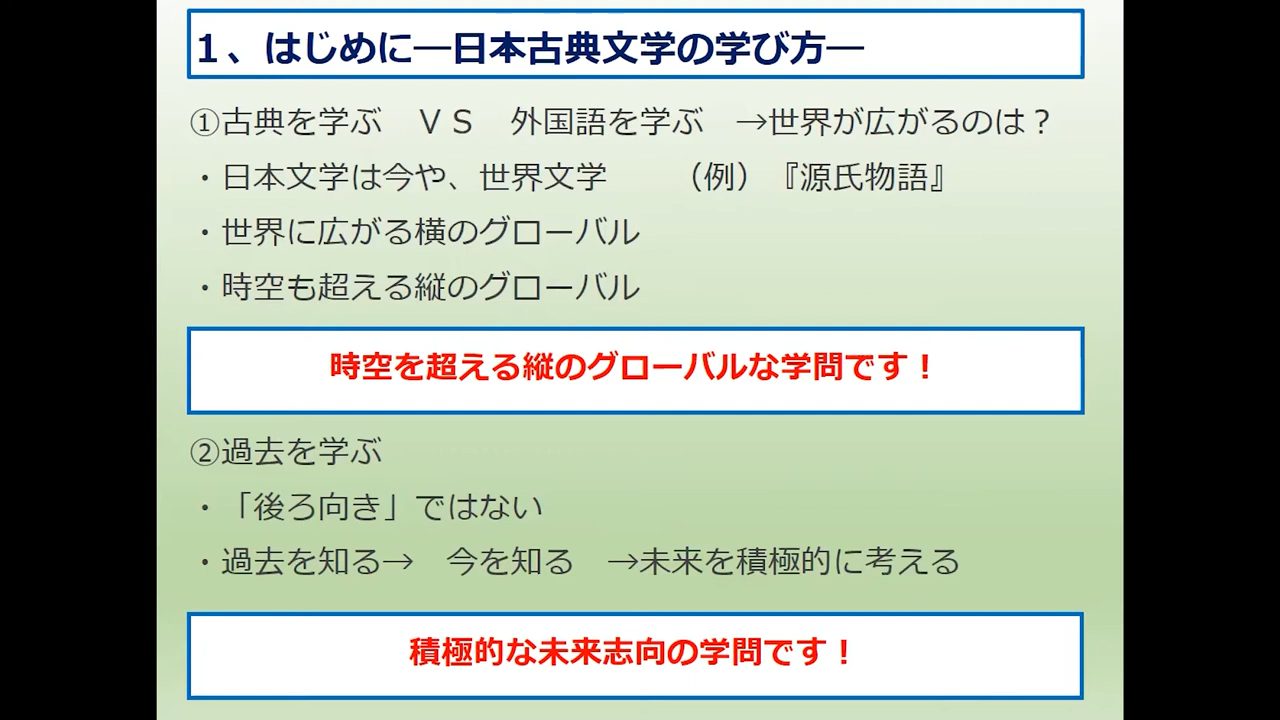 １、はじめに―日本古典文学の学び方―
①古典を学ぶ　ＶＳ　外国語を学ぶ　→世界が広がるのは？
・日本文学は今や、世界文学　　（例）『源氏物語』
・世界に広がる横のグローバル
・時空も超える縦のグローバル
時空を超える縦のグローバルな学問です！
②過去を学ぶ
・「後ろ向き」ではない
・過去を知る→　今を知る　→未来を積極的に考える
積極的な未来志向の学問です！